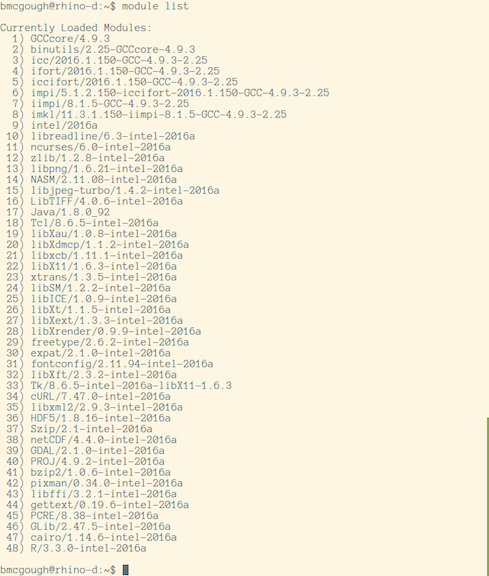 bmcgough@rhino-d:~$ module list
Currently Loaded Modules:
1) GCCcore/4.9.3
2) binutils/2.25-GCCcore-4.9.3
3) icc/2016.1.150-GCC-4.9.3-2.25
4) ifort/2016.1.150-GCC-4.9.3-2.25
5) iccifort/2016.1.150-GCC-4.9.3-2.25
6) impi/5.1.2.150-iccifort-2016.1.150-GCC-4.9.3-2.25
7) iimpi/8.1.5-GCC-4.9.3-2.25
8) imkl/11.3.1.150-iimpi-8.1.5-GCC-4.9.3-2.25
9) intel/2016a
10) libreadline/6.3-intel-2016a
11) ncurses/6.0-intel-2016a
12) zlib/1.2.8-intel-2016a
13) libpng/1.6.21-intel-2016a
14) NASM/2.11.08-intel-2016a
15) libjpeg-turbo/1.4.2-intel-2016a
16) LibTIFF/4.0.6-intel-2016a
17) Java/1.8.0_92
18) Tcl/8.6.5-intel-2016a
19) libXau/1.0.8-intel-2016a
20) libXdmcp/1.1.2-intel-2016a
21) libxcb/1.11.1-intel-2016a
22) libX11/1.6.3-intel-2016a
23) xtrans/1.3.5-intel-2016a
24) libSM/1.2.2-intel-2016a
25) libICE/1.0.9-intel-2016a
26) libXt/1.1.5-intel-2016a
27) libXext/1.3.3-intel-2016a
28) libXrender/0.9.9-intel-2016a
29) freetype/2.6.2-intel-2016a
30) expat/2.1.0-intel-2016a
31) fontconfig/2.11.94-intel-2016a
32) libXft/2.3.2-intel-2016a
33) Tk/8.6.5-intel-2016a-libX11-1.6.3
34) cURL/7.47.0-intel-2016a
35) libxml2/2.9.3-intel-2016a
36) HDF5/1.8.16-intel-2016a
37) Szip/2.1-intel-2016a
38) netCDF/4.4.0-intel-2016a
39) GDAL/2.1.0-intel-2016a
40) PROJ/4.9.2-intel-2016a
41) bzip2/1.0.6-intel-2016a
42) pixman/0.34.0-intel-2016a
43) libffi/3.2.1-intel-2016a
44) gettext/0.19.6-intel-2016a
45) PCRE/8.38-intel-2016a
46) GLib/2.47.5-intel-2016a
47) cairo/1.14.6-intel-2016a
48) R/3.3.0-intel-2016a
bmcgough@rhino-d:~$